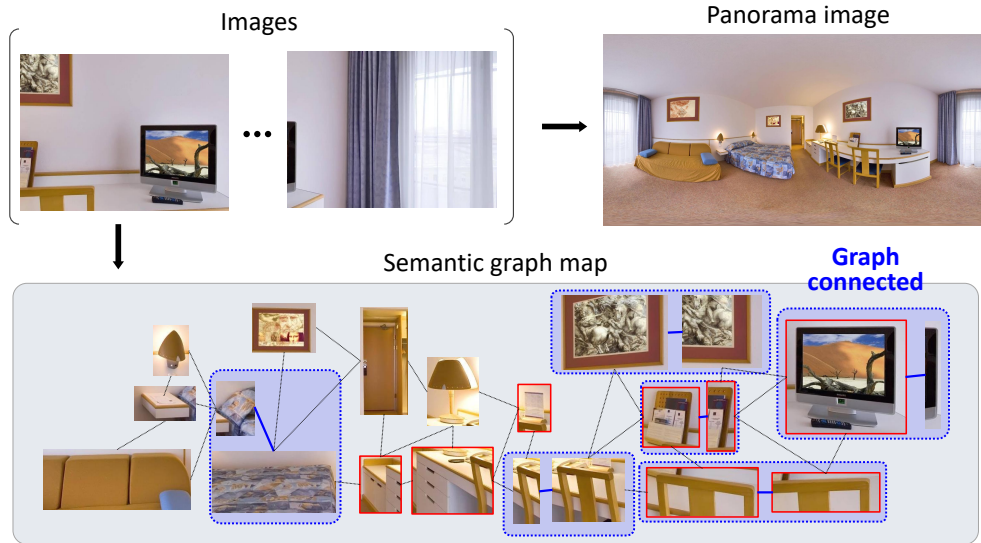 Images
Panorama image
Semantic graph map
Graph
connected